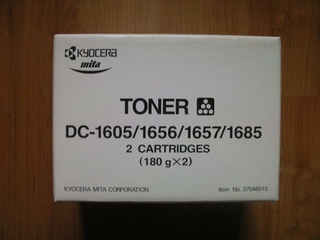 KYOCERA
mita
TONER
DC-1605/1656/1657/1685
2 CARTRIDGES
(180 g×2)
KYOCERA MITA CORPORATION
Item No. 37046010